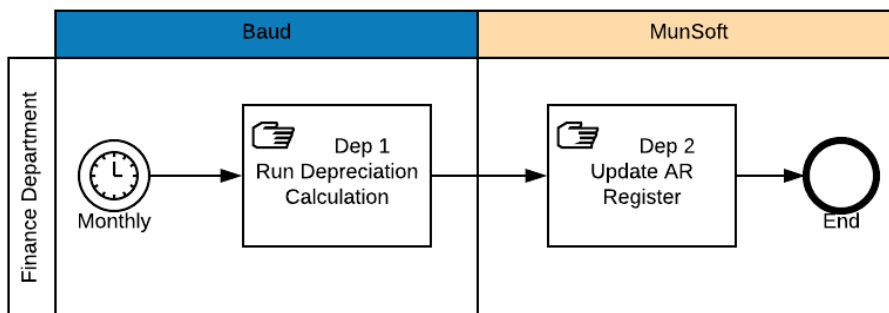 Baud
MunSoft
Finance Department
Monthly
Dep 1
Run Depreciation
Calculation
Dep 2
Update AR
Register
End